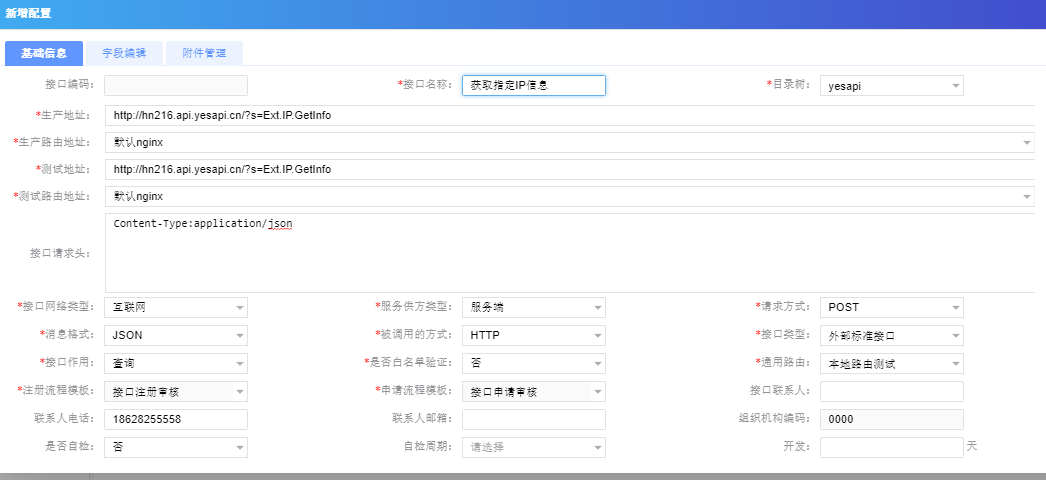 新增配置
基础信息 字段编辑 附件管理
接口编码： *接口名称： 获取指定IP信息 *目录树： yesapi
*生产地址： http://hn216.api.yesapi.cn/?s=Ext.IP.GetInfo
*生产路由地址： 默认nginx
*测试地址： http://hn216.api.yesapi.cn/?s=Ext.IP.GetInfo
*测试路由地址： 默认nginx
接口请求头： Content-Type:application/json
*接口网络类型： 互联网 *服务供方类型： 服务端 *请求方式： POST
*消息格式： JSON *被调用的方式： HTTP *接口类型： 外部标准接口
*接口作用： 查询 *是否白名单验证： 否 *通用路由： 本地路由测试
*注册流程模板： 接口注册审核 *申请流程模板： 接口申请审核 接口联系人：
联系人电话： 18628255558 联系人邮箱： 组织机构编码： 0000
是否自检： 否 自检周期： 请选择 开发： 天